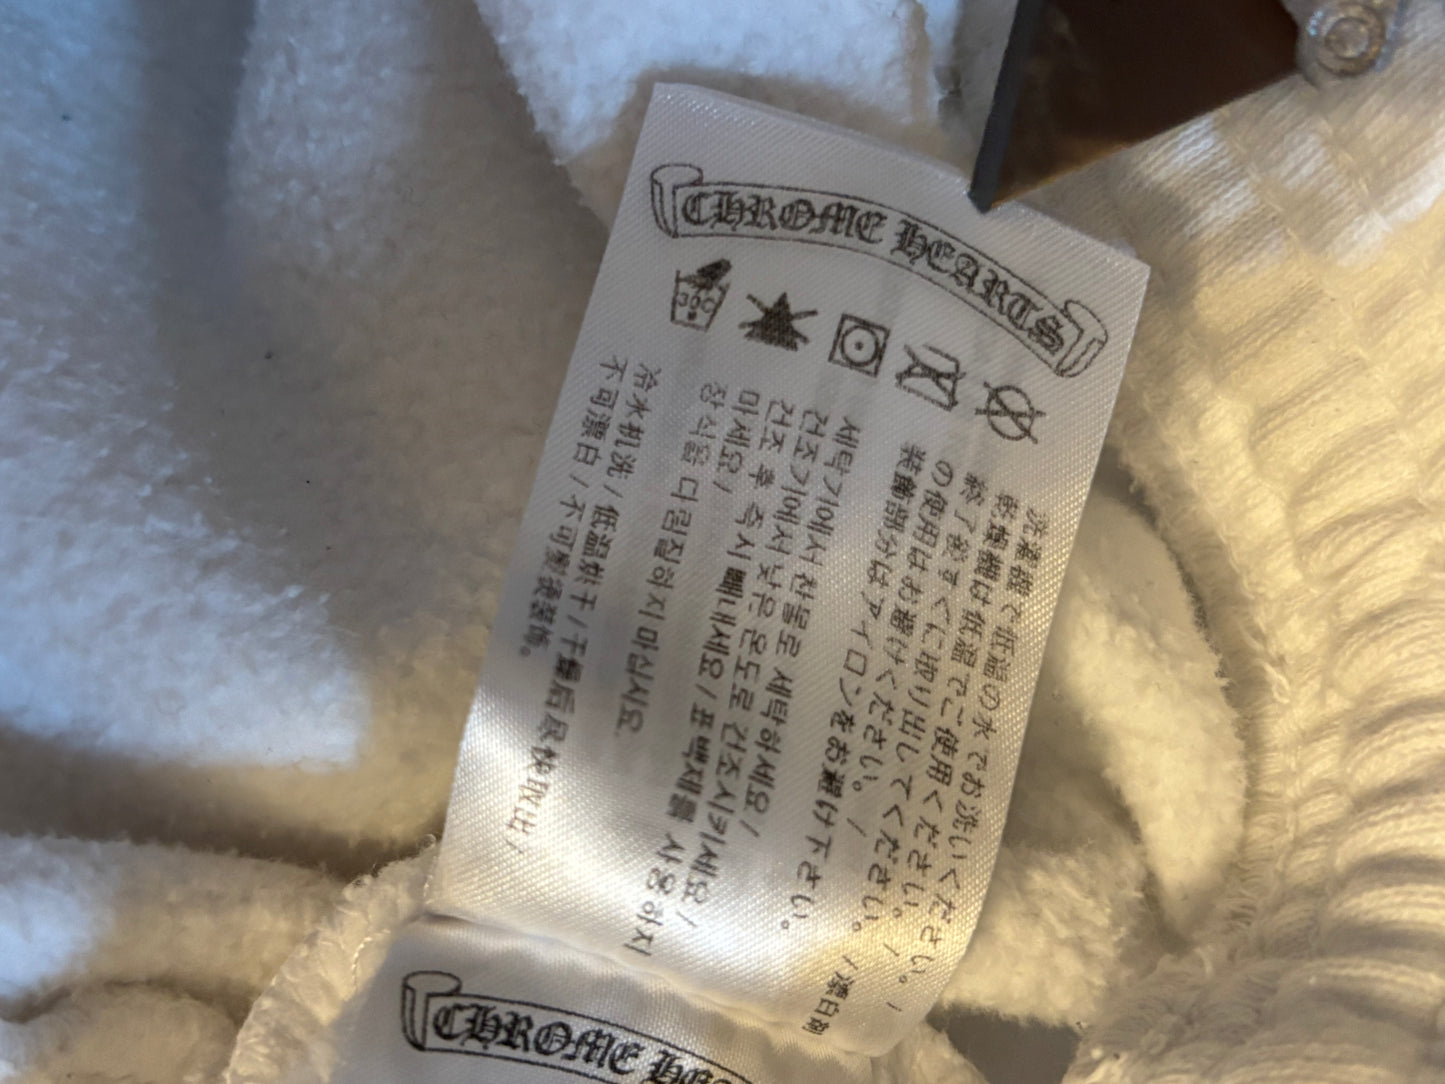 CHROME HEARTS
洗濯機で低温の水でお洗いください。/
乾燥機は低温でご使用ください。/
終了後すぐに取り出してください。/漂白剤
の使用はお避けください。/
装飾部分はアイロンをお避け下さい。
세탁기에서 찬물로 세탁하세요/
건조기에서 낮은 온도로 건조시키세요/
건조 후 즉시 빼내세요/표백제를 사용하지
마세요/
장식을 다림질하지 마십시오.
冷水机洗/低温烘干/干燥后尽快取出/
不可漂白/不可熨烫装饰。
CHROME HE